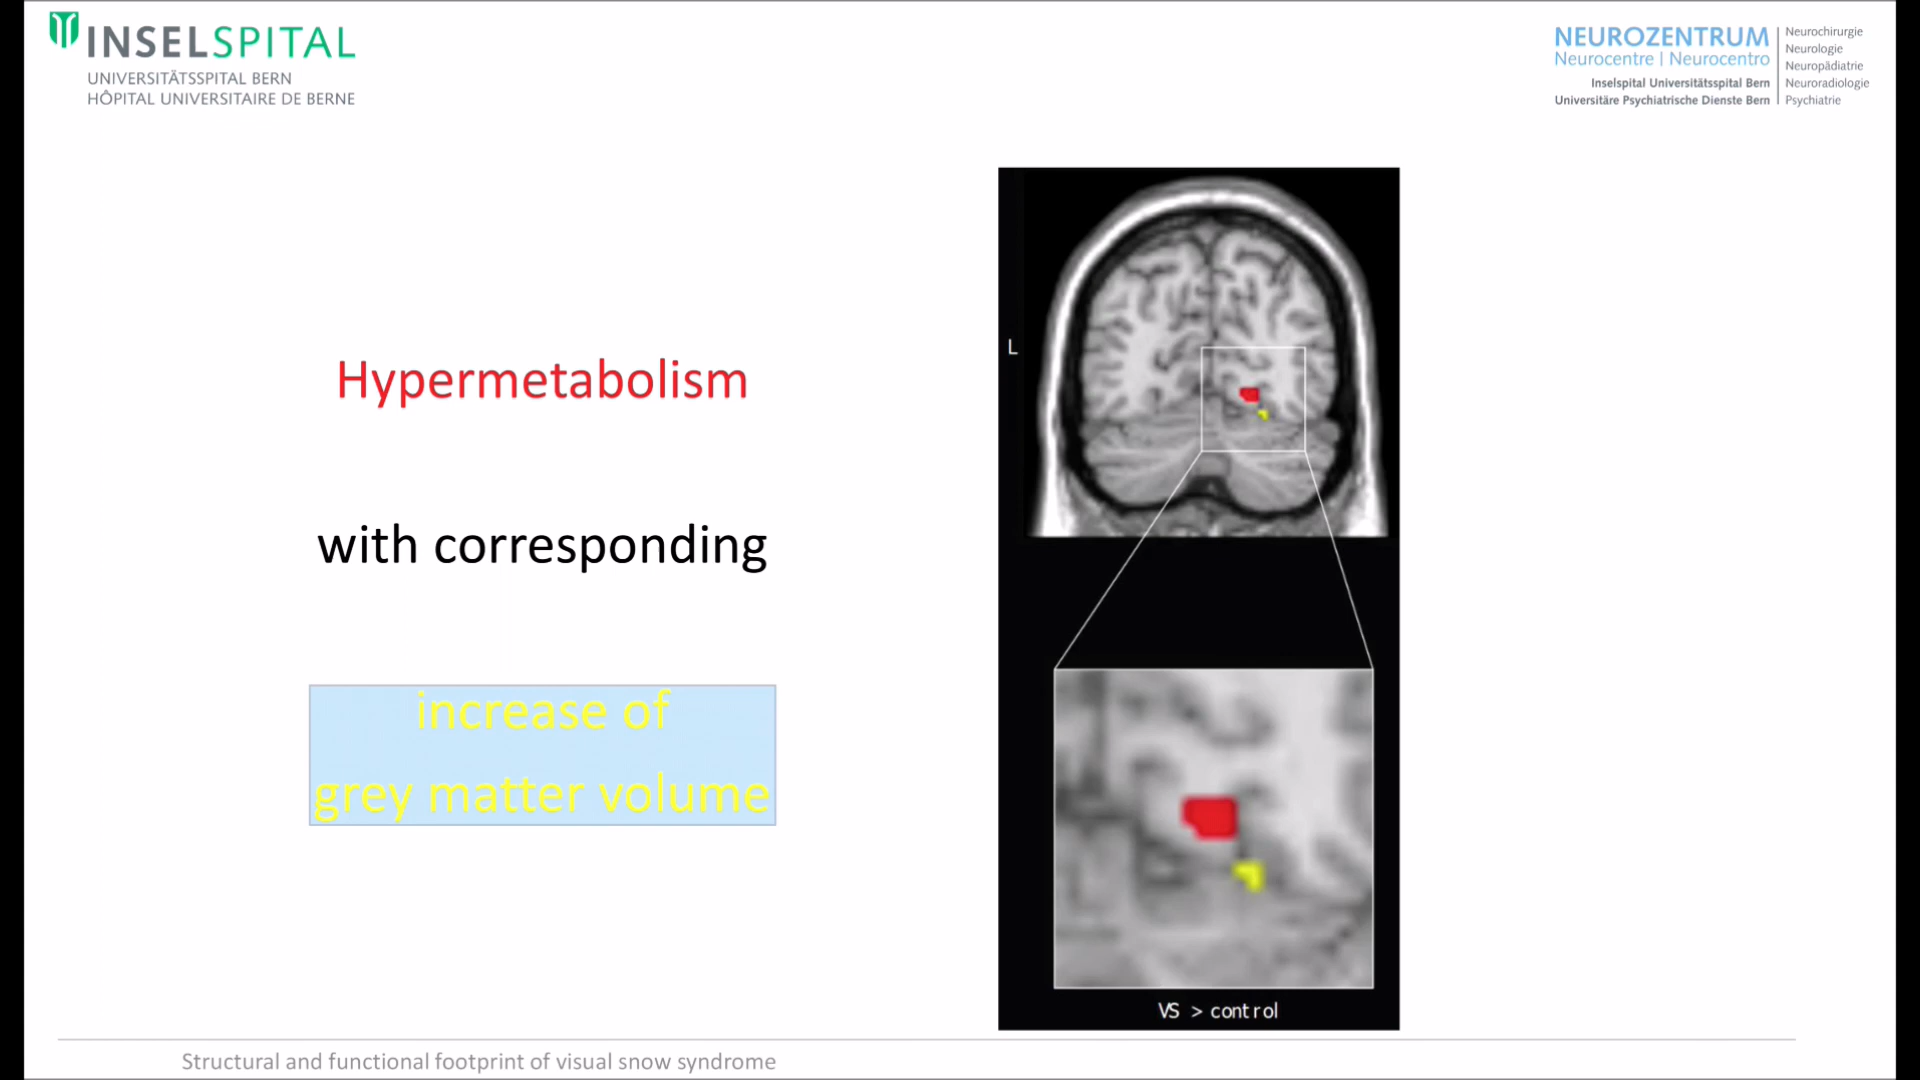 INSELSPITAL
UNIVERSITÄTSSPITAL BERN
HÔPITAL UNIVERSITAIRE DE BERNE
NEUROZENTRUM
Neurocentre | Neurocentro
Inselspital Universitätsspital Bern
Universitäre Psychiatrische Dienste Bern
Neurochirurgie
Neurologie
Neuropädiatrie
Neuroradiologie
Psychiatrie
Hypermetabolism
with corresponding
increase of
grey matter volume
L
VS > control
Structural and functional footprint of visual snow syndrome